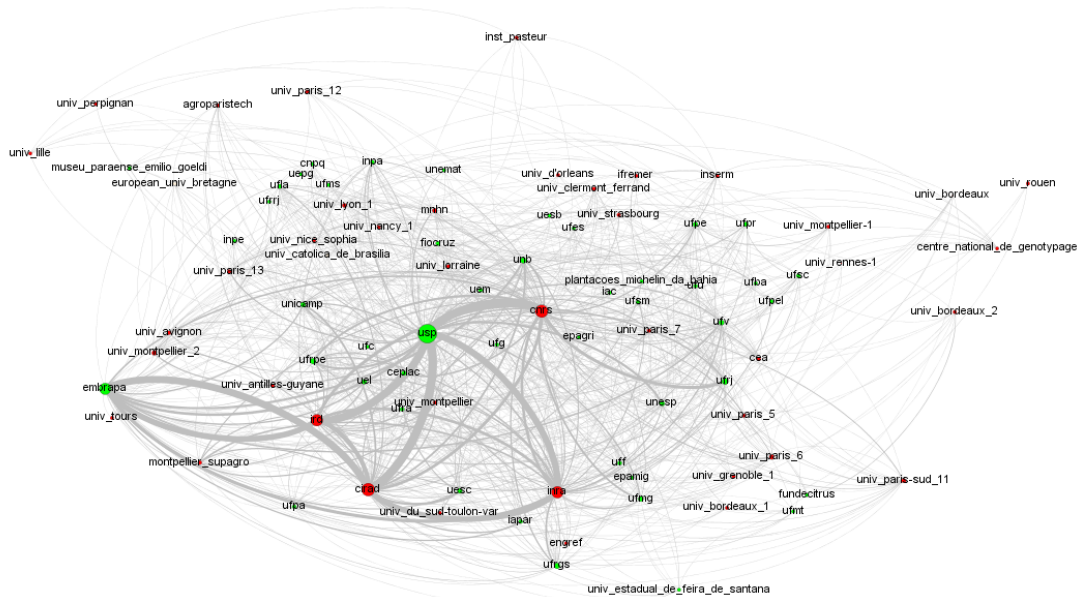 inst_pasteur
univ_paris_12
univ_perpignan
agroparistech
univ_lille
museu_paraense_emilio_goeldi
european_univ_bretagne
cnpq
uepg
inpa
unemat
ufla
ufms
ufrrj
univ_lyon_1
mnhn
univ_nancy_1
univ_d'orleans
ifremer
inserm
univ_clermont_ferrand
uesb
univ_strasbourg
ufes
ufpe
ufpr
univ_bordeaux
univ_rouen
univ_montpellier-1
centre_national_de_genotypage
inpe
univ_nice_sophia
univ_catolica_de_brasilia
fiocruz
univ_paris_13
univ_lorraine
unb
univ_rennes-1
ufsc
plantacoes_michelin_da_bahia
ufba
uem
iac
ufsm
ufpel
unicamp
cnrs
univ_bordeaux_2
usp
univ_avignon
ufv
univ_paris_7
epagri
ufg
ufc
univ_montpellier_2
ufrpe
cea
ceplac
uel
univ_antilles-guyane
embrapa
ufrj
univ_montpellier
ufra
unesp
univ_tours
ird
univ_paris_5
univ_paris_6
montpellier_supagro
uff
epamig
univ_grenoble_1
univ_paris-sud_11
cirad
uesc
inra
ufmg
fundecitrus
ufpa
univ_du_sud-toulon-var
univ_bordeaux_1
ufmt
iapar
engref
ufrgs
univ_estadual_de_feira_de_santana